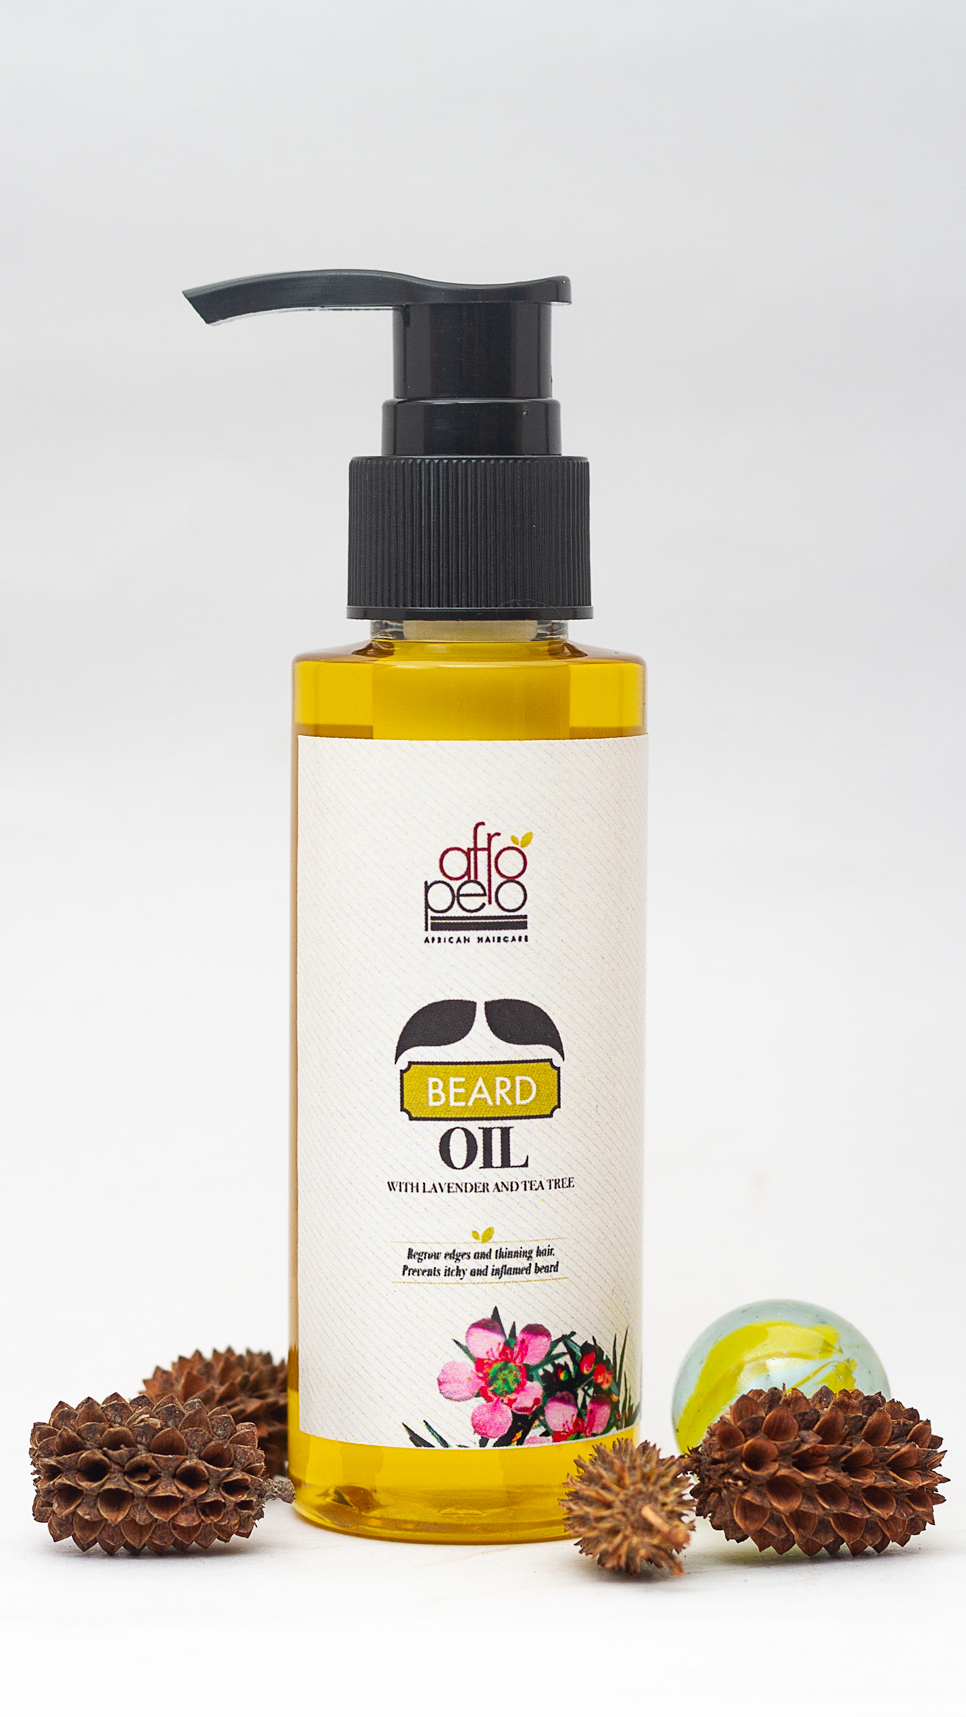 afro
pelo
AFRICAN HAIRCARE
BEARD
OIL
WITH LAVENDER AND TEA TREE
Regrow edges and thinning hair.
Prevents itchy and inflamed beard